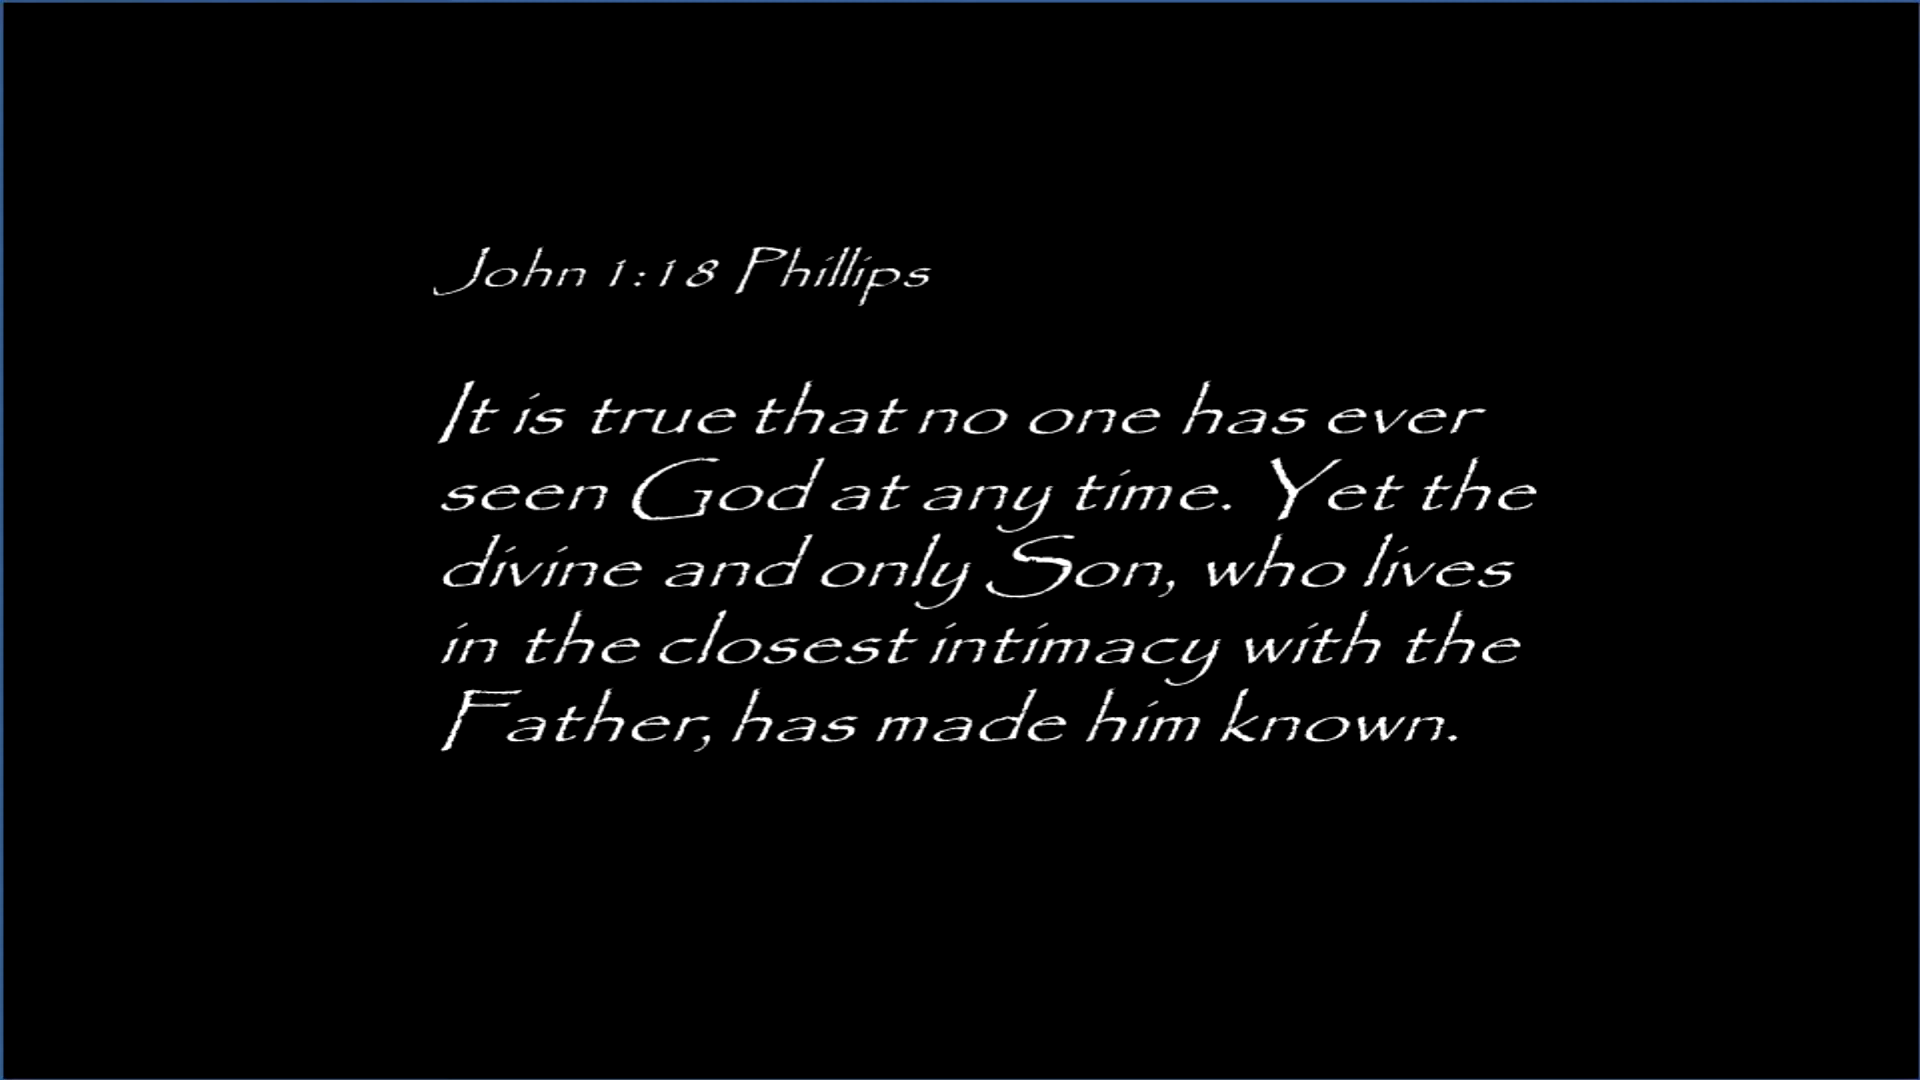 John 1:18 Phillips
It is true that no one has ever
seen God at any time. Yet the
divine and only Son, who lives
in the closest intimacy with the
Father, has made him known.